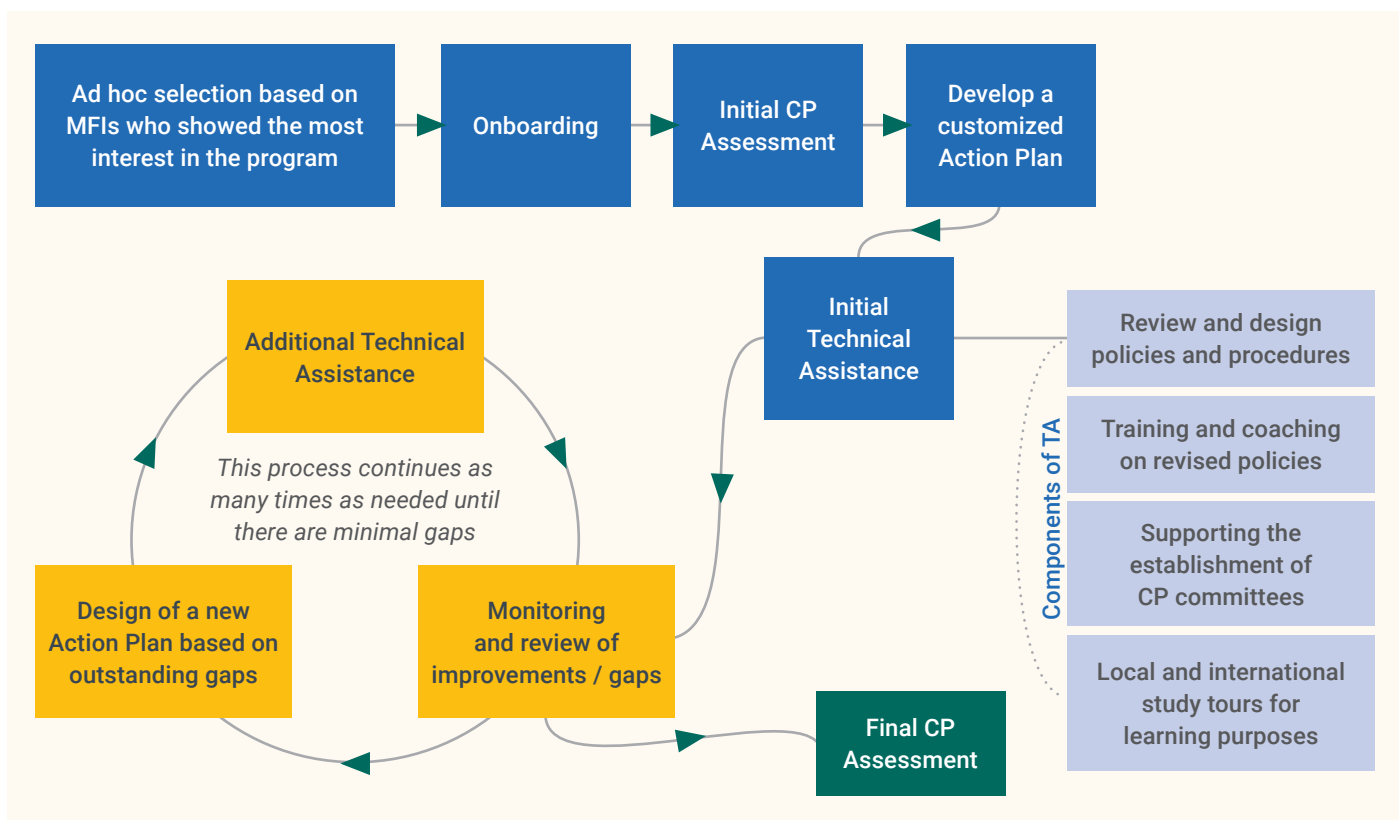 Ad hoc selection based on
MFIs who showed the most
interest in the program
Onboarding
Initial CP
Assessment
Develop a
customized
Action Plan
Initial
Technical
Assistance
Components of TA
Review and design
policies and procedures
Training and coaching
on revised policies
Supporting the
establishment of
CP committees
Local and international
study tours for
learning purposes
Additional Technical
Assistance
This process continues as
many times as needed until
there are minimal gaps
Design of a new
Action Plan based on
outstanding gaps
Monitoring
and review of
improvements / gaps
Final CP
Assessment